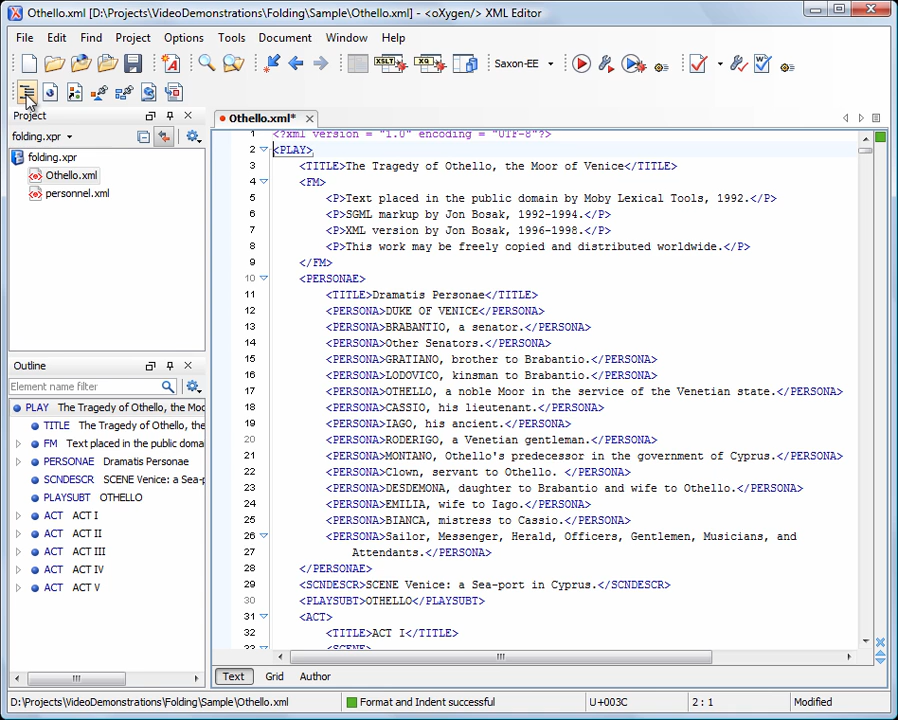 Othello.xml [D:\Projects\VideoDemonstrations\Folding\Sample\Othello.xml] - <oXygen/> XML Editor
File Edit Find Project Options Tools Document Window Help
XSLT XQ Saxon-EE
Project
folding.xpr
folding.xpr
Othello.xml
personnel.xml
Outline
Element name filter
PLAY The Tragedy of Othello, the Moo
TITLE The Tragedy of Othello, the
FM Text placed in the public doma
PERSONAE Dramatis Personae
SCNDESCR SCENE Venice: a Sea-p
PLAYSUBT OTHELLO
ACT ACT I
ACT ACT II
ACT ACT III
ACT ACT IV
ACT ACT V
Othello.xml*
1 <?xml version = "1.0" encoding = "UTF-8"?>
2 <PLAY>
3 <TITLE>The Tragedy of Othello, the Moor of Venice</TITLE>
4 <FM>
5 <P>Text placed in the public domain by Moby Lexical Tools, 1992.</P>
6 <P>SGML markup by Jon Bosak, 1992-1994.</P>
7 <P>XML version by Jon Bosak, 1996-1998.</P>
8 <P>This work may be freely copied and distributed worldwide.</P>
9 </FM>
10 <PERSONAE>
11 <TITLE>Dramatis Personae</TITLE>
12 <PERSONA>DUKE OF VENICE</PERSONA>
13 <PERSONA>BRABANTIO, a senator.</PERSONA>
14 <PERSONA>Other Senators.</PERSONA>
15 <PERSONA>GRATIANO, brother to Brabantio.</PERSONA>
16 <PERSONA>LODOVICO, kinsman to Brabantio.</PERSONA>
17 <PERSONA>OTHELLO, a noble Moor in the service of the Venetian state.</PERSONA>
18 <PERSONA>CASSIO, his lieutenant.</PERSONA>
19 <PERSONA>IAGO, his ancient.</PERSONA>
20 <PERSONA>RODERIGO, a Venetian gentleman.</PERSONA>
21 <PERSONA>MONTANO, Othello's predecessor in the government of Cyprus.</PERSONA>
22 <PERSONA>Clown, servant to Othello. </PERSONA>
23 <PERSONA>DESDEMONA, daughter to Brabantio and wife to Othello.</PERSONA>
24 <PERSONA>EMILIA, wife to Iago.</PERSONA>
25 <PERSONA>BIANCA, mistress to Cassio.</PERSONA>
26 <PERSONA>Sailor, Messenger, Herald, Officers, Gentlemen, Musicians, and
27 Attendants.</PERSONA>
28 </PERSONAE>
29 <SCNDESCR>SCENE Venice: a Sea-port in Cyprus.</SCNDESCR>
30 <PLAYSUBT>OTHELLO</PLAYSUBT>
31 <ACT>
32 <TITLE>ACT I</TITLE>
33 <SCENE>
Text Grid Author
D:\Projects\VideoDemonstrations\Folding\Sample\Othello.xml Format and Indent successful U+003C 2 : 1 Modified